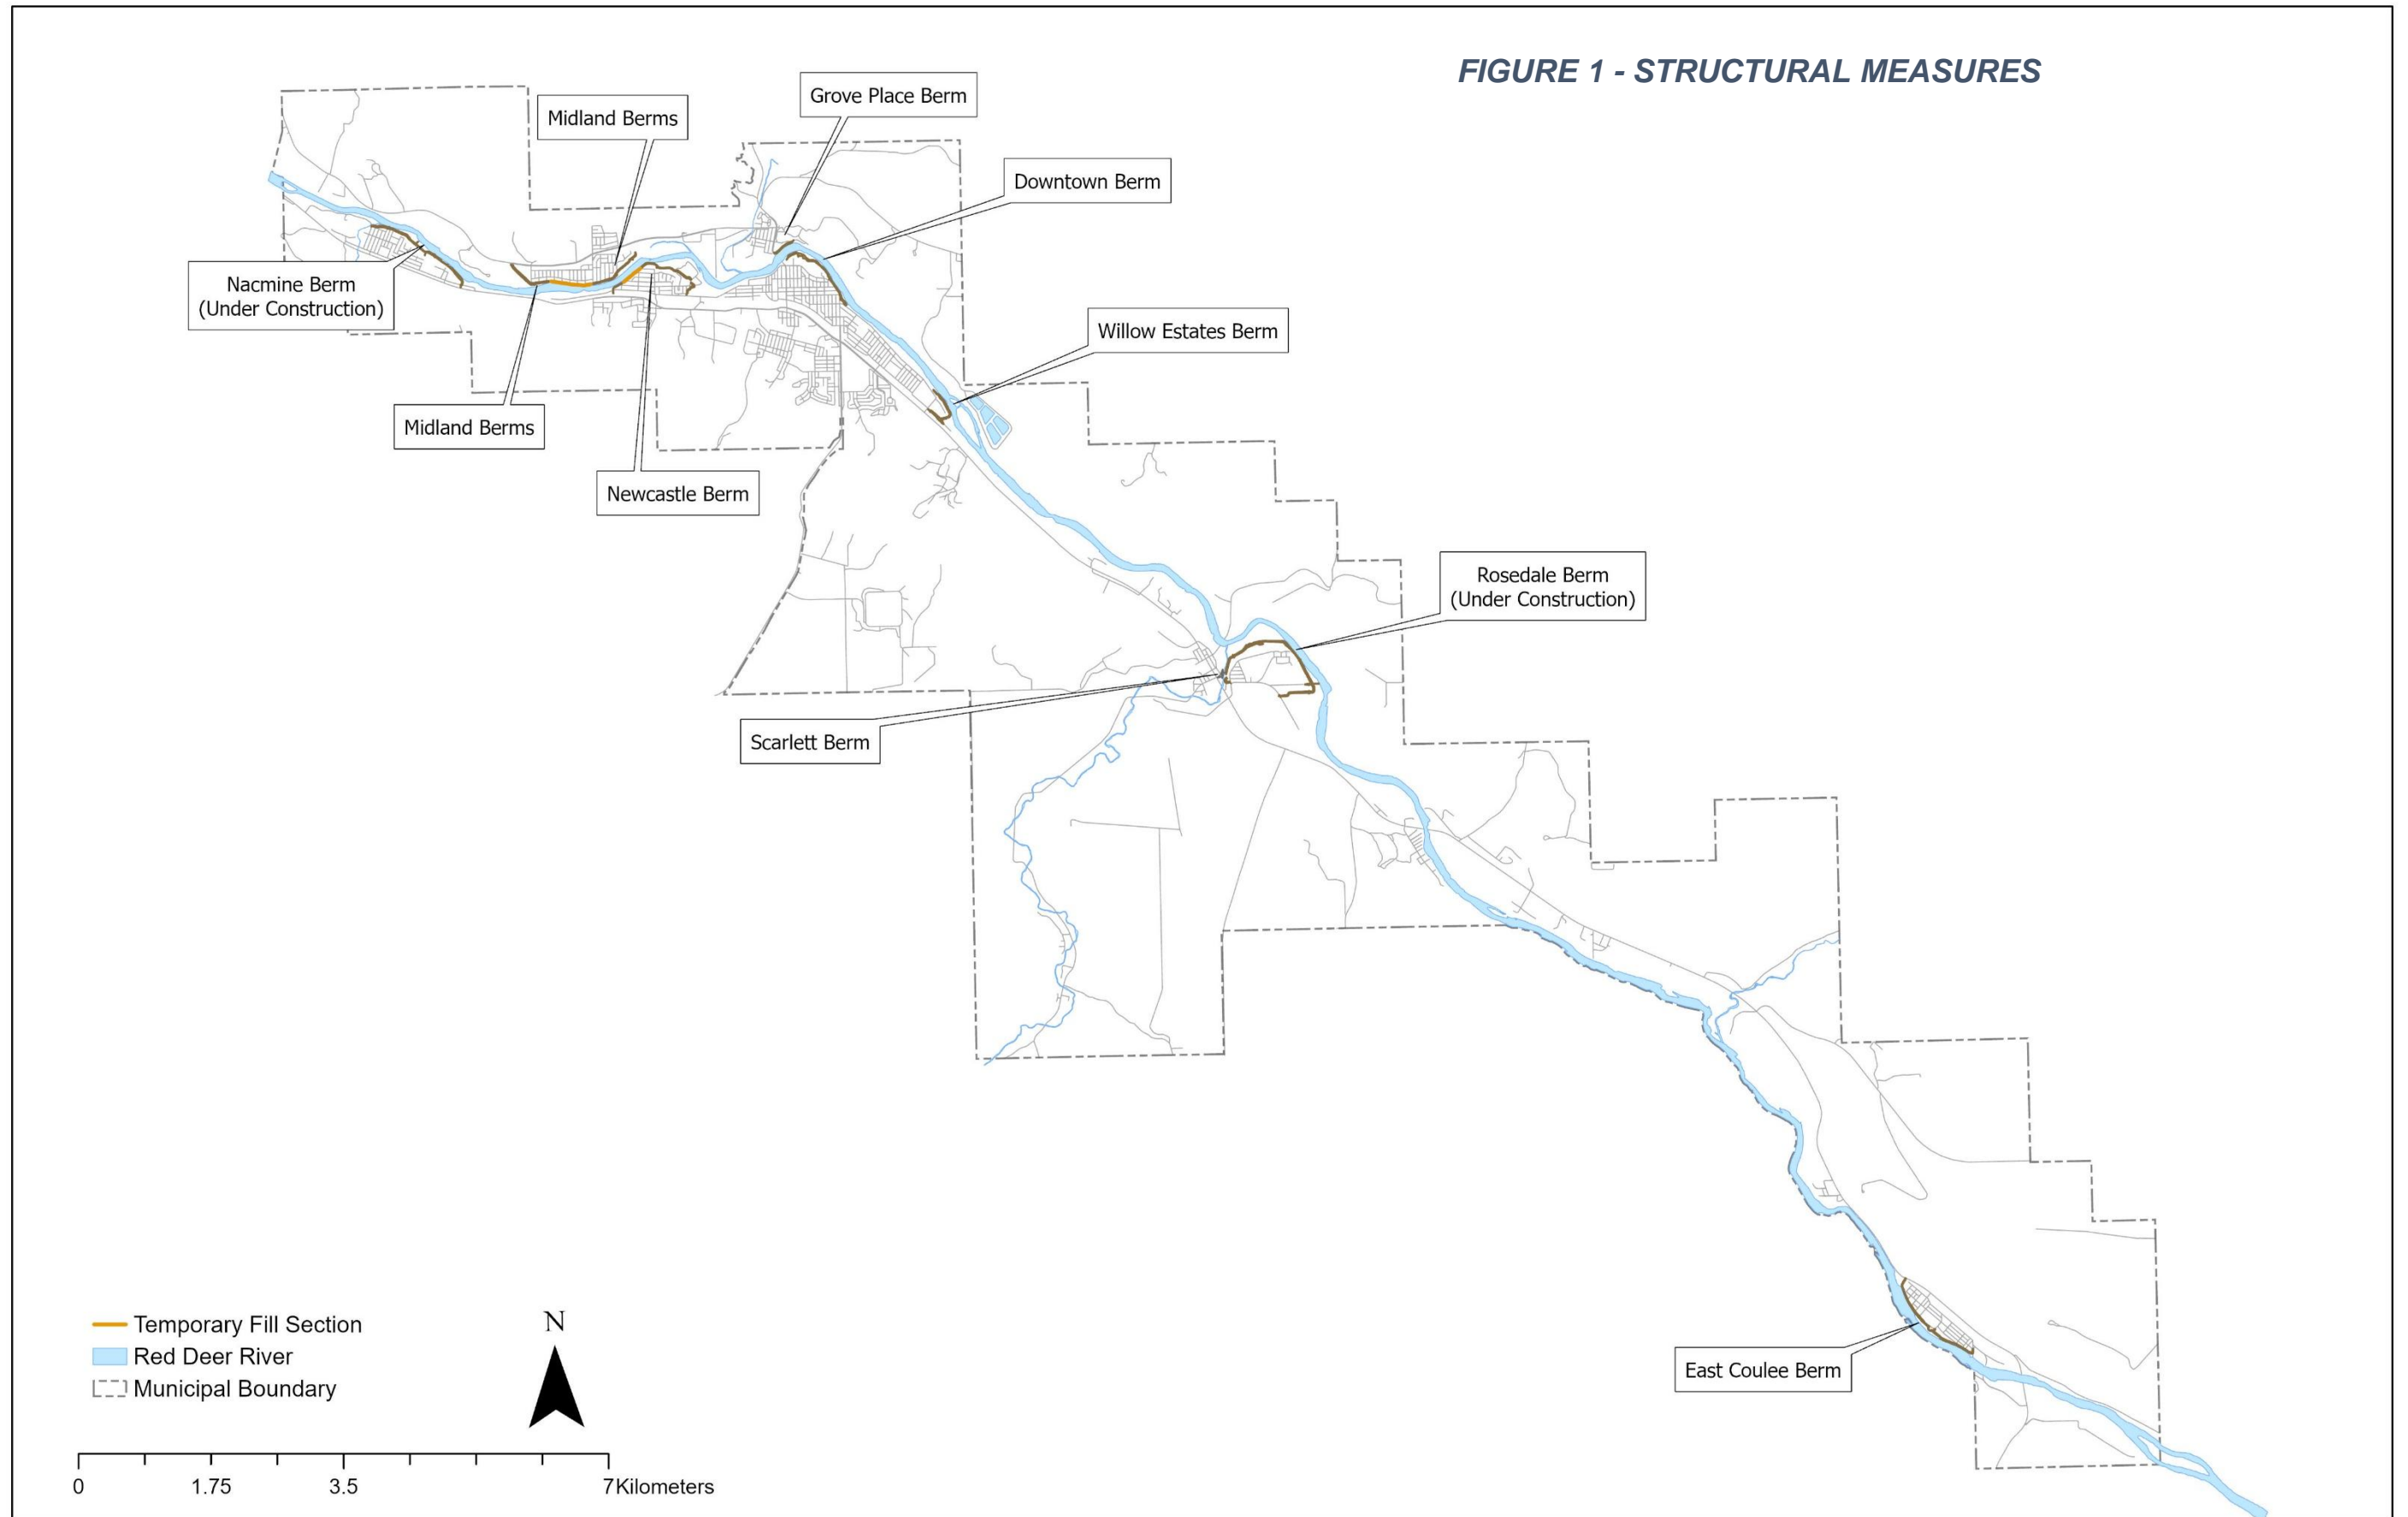 FIGURE 1 - STRUCTURAL MEASURES
Grove Place Berm
Midland Berms
Downtown Berm
Nacmine Berm
(Under Construction)
Willow Estates Berm
Midland Berms
Newcastle Berm
Rosedale Berm
(Under Construction)
Scarlett Berm
East Coulee Berm
Temporary Fill Section
Red Deer River
Municipal Boundary
N
0 1.75 3.5 7Kilometers